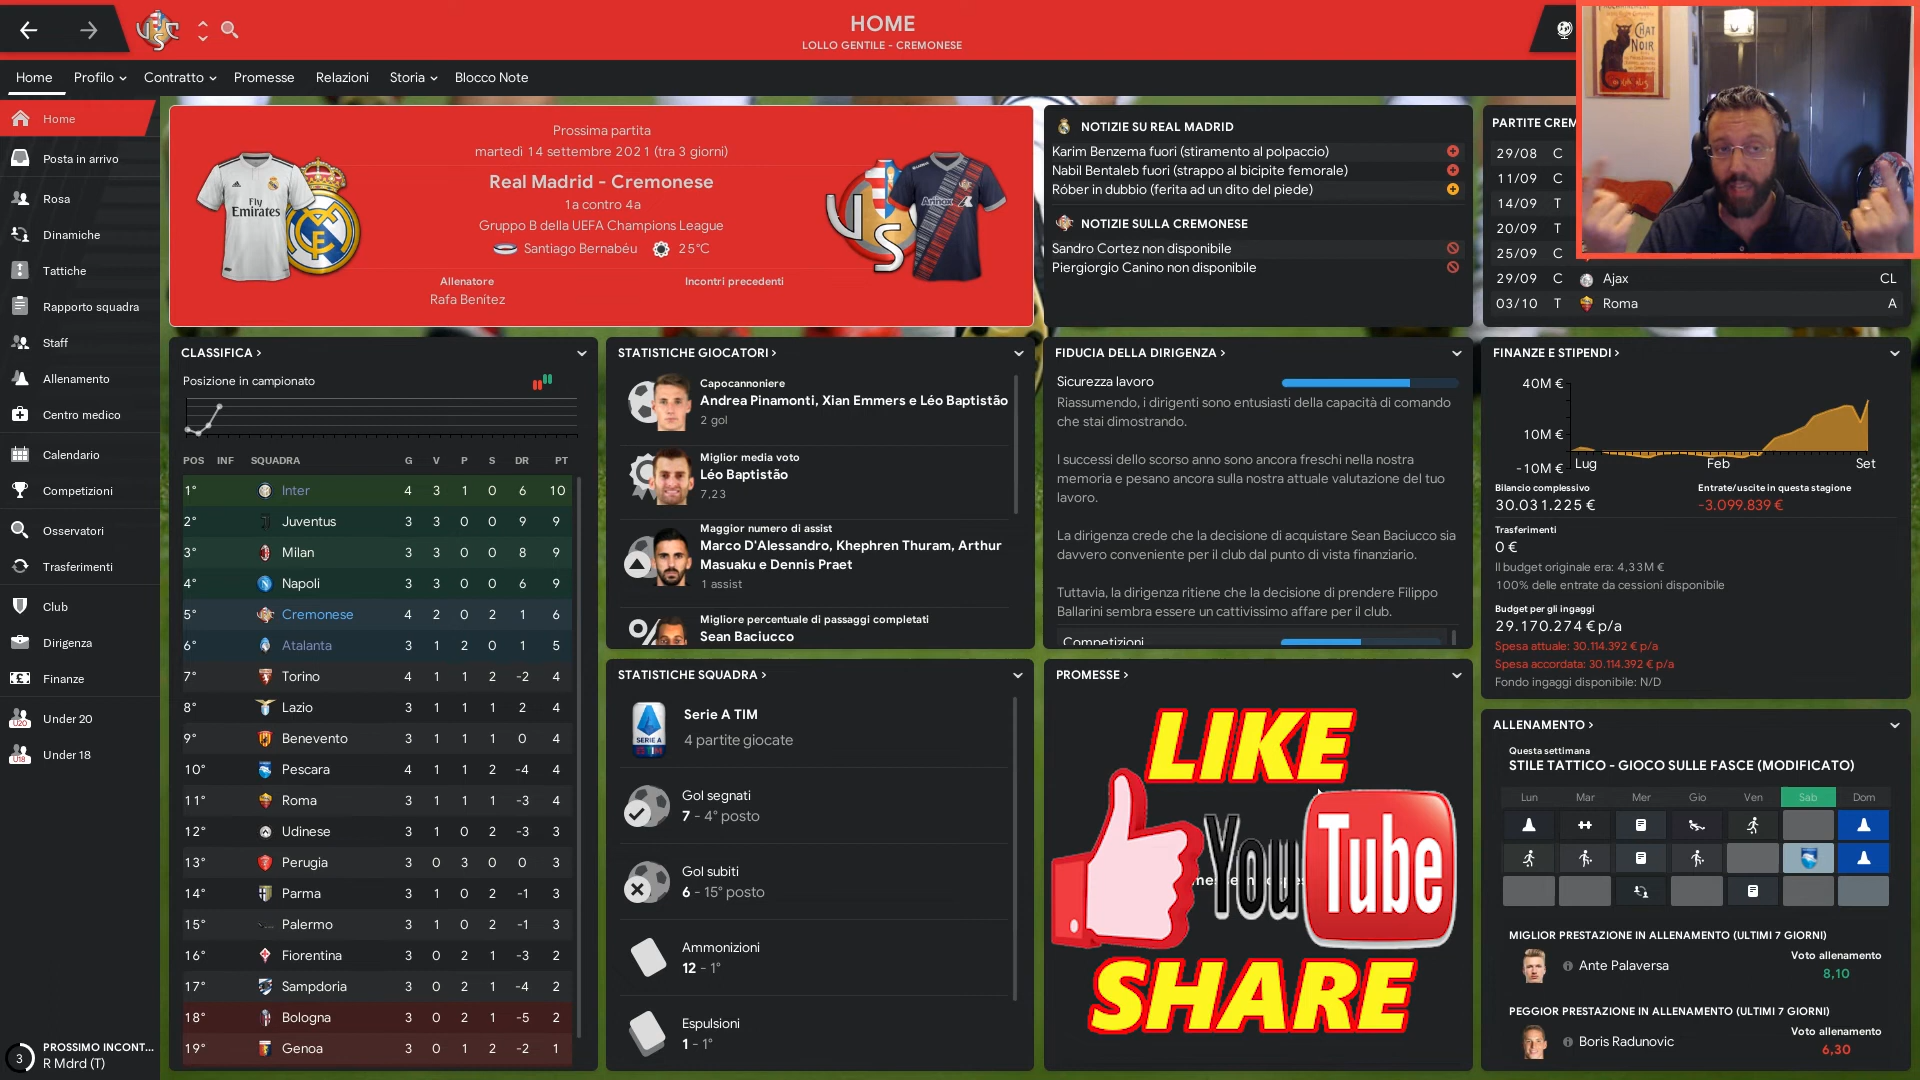 HOME
LOLLO GENTILE - CREMONESE
CHAT
NOIR
Home
Profilo
Contratto
Promesse
Relazioni
Storia
Blocco Note
Home
Posta in arrivo
Rosa
Dinamiche
Tattiche
Rapporto squadra
Staff
Allenamento
Centro medico
Calendario
Competizioni
Osservatori
Trasferimenti
Club
Dirigenza
Finanze
Under 20
Under 18
3
PROSSIMO INCONT...
R Mdrd (T)
Prossima partita
martedì 14 settembre 2021 (tra 3 giorni)
Real Madrid - Cremonese
1a contro 4a
Gruppo B della UEFA Champions League
Santiago Bernabéu 25°C
Allenatore
Rafa Benítez
Incontri precedenti
Fly
Emirates
NOTIZIE SU REAL MADRID
Karim Benzema fuori (stiramento al polpaccio)
Nabil Bentaleb fuori (strappo al bicipite femorale)
Róber in dubbio (ferita ad un dito del piede)
NOTIZIE SULLA CREMONESE
Sandro Cortez non disponibile
Piergiorgio Canino non disponibile
PARTITE CREM
29/08 C
11/09 C
14/09 T
20/09 T
25/09 C
29/09 C Ajax CL
03/10 T Roma A
CLASSIFICA >
Posizione in campionato
POS INF SQUADRA G V P S DR PT
1° Inter 4 3 1 0 6 10
2° Juventus 3 3 0 0 9 9
3° Milan 3 3 0 0 8 9
4° Napoli 3 3 0 0 6 9
5° Cremonese 4 2 0 2 1 6
6° Atalanta 3 1 2 0 1 5
7° Torino 4 1 1 2 -2 4
8° Lazio 3 1 1 1 2 4
9° Benevento 3 1 1 1 0 4
10° Pescara 4 1 1 2 -4 4
11° Roma 3 1 1 1 -3 4
12° Udinese 3 1 0 2 -3 3
13° Perugia 3 0 3 0 0 3
14° Parma 3 1 0 2 -1 3
15° Palermo 3 1 0 2 -1 3
16° Fiorentina 3 0 2 1 -3 2
17° Sampdoria 3 0 2 1 -4 2
18° Bologna 3 0 2 1 -5 2
19° Genoa 3 0 1 2 -2 1
STATISTICHE GIOCATORI >
Capocannoniere
Andrea Pinamonti, Xian Emmers e Léo Baptistão
2 gol
Miglior media voto
Léo Baptistão
7,23
Maggior numero di assist
Marco D'Alessandro, Khephren Thuram, Arthur
Masuaku e Dennis Praet
1 assist
Migliore percentuale di passaggi completati
Sean Baciucco
STATISTICHE SQUADRA >
SERIE A
TIM
Serie A TIM
4 partite giocate
Gol segnati
7 - 4° posto
Gol subiti
6 - 15° posto
Ammonizioni
12 - 1°
Espulsioni
1 - 1°
FIDUCIA DELLA DIRIGENZA >
Sicurezza lavoro
Riassumendo, i dirigenti sono entusiasti della capacità di comando
che stai dimostrando.
I successi dello scorso anno sono ancora freschi nella nostra
memoria e pesano ancora sulla nostra attuale valutazione del tuo
lavoro.
La dirigenza crede che la decisione di acquistare Sean Baciucco sia
davvero conveniente per il club dal punto di vista finanziario.
Tuttavia, la dirigenza ritiene che la decisione di prendere Filippo
Ballarini sembra essere un cattivissimo affare per il club.
Competizioni
PROMESSE >
LIKE
YouTube
SHARE
FINANZE E STIPENDI >
40M €
10M €
-10M €
Lug Feb Set
Bilancio complessivo
30.031.225 €
Entrate/uscite in questa stagione
-3.099.839 €
Trasferimenti
0 €
Il budget originale era: 4,33M €
100% delle entrate da cessioni disponibile
Budget per gli ingaggi
29.170.274 € p/a
Spesa attuale: 30.114.392 € p/a
Spesa accordata: 30.114.392 € p/a
Fondo ingaggi disponibile: N/D
ALLENAMENTO >
Questa settimana
STILE TATTICO - GIOCO SULLE FASCE (MODIFICATO)
Lun Mar Mer Gio Ven Sab Dom
MIGLIOR PRESTAZIONE IN ALLENAMENTO (ULTIMI 7 GIORNI)
Ante Palaversa
Voto allenamento
8,10
PEGGIOR PRESTAZIONE IN ALLENAMENTO (ULTIMI 7 GIORNI)
Boris Radunovic
Voto allenamento
6,30